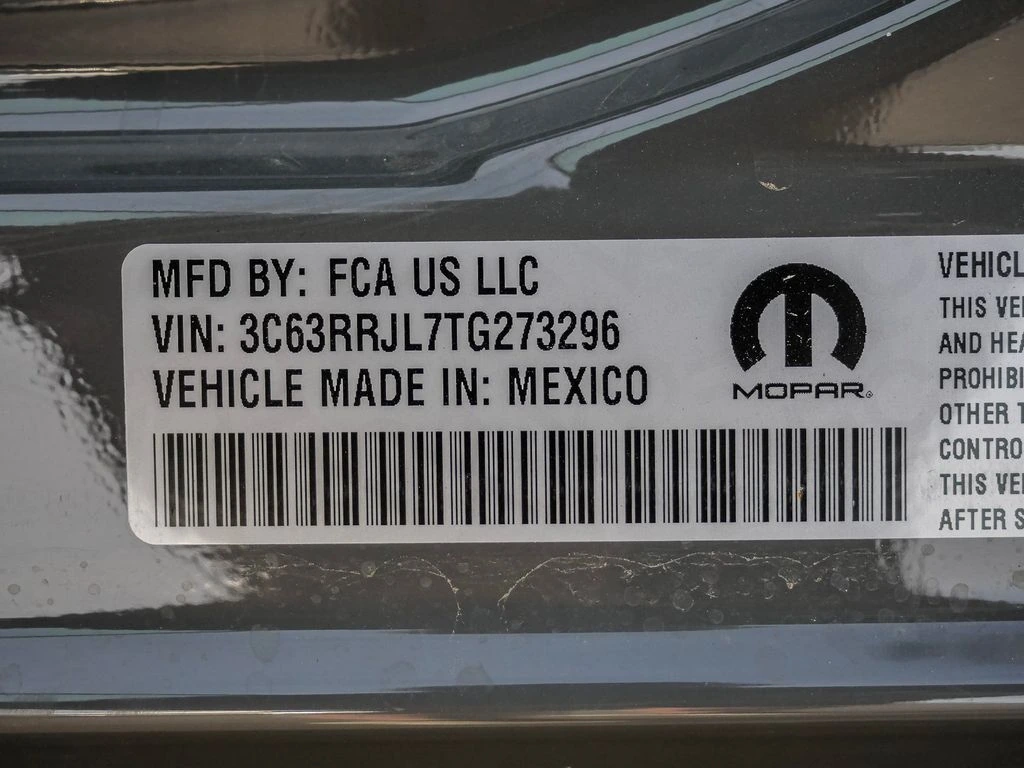 MFD BY: FCA US LLC
VIN: 3C63RRJL7TG273296
VEHICLE MADE IN: MEXICO
MOPAR®
VEHICL
THIS VE
AND HEA
PROHIBI
OTHER T
CONTRO
THIS VE
AFTER S